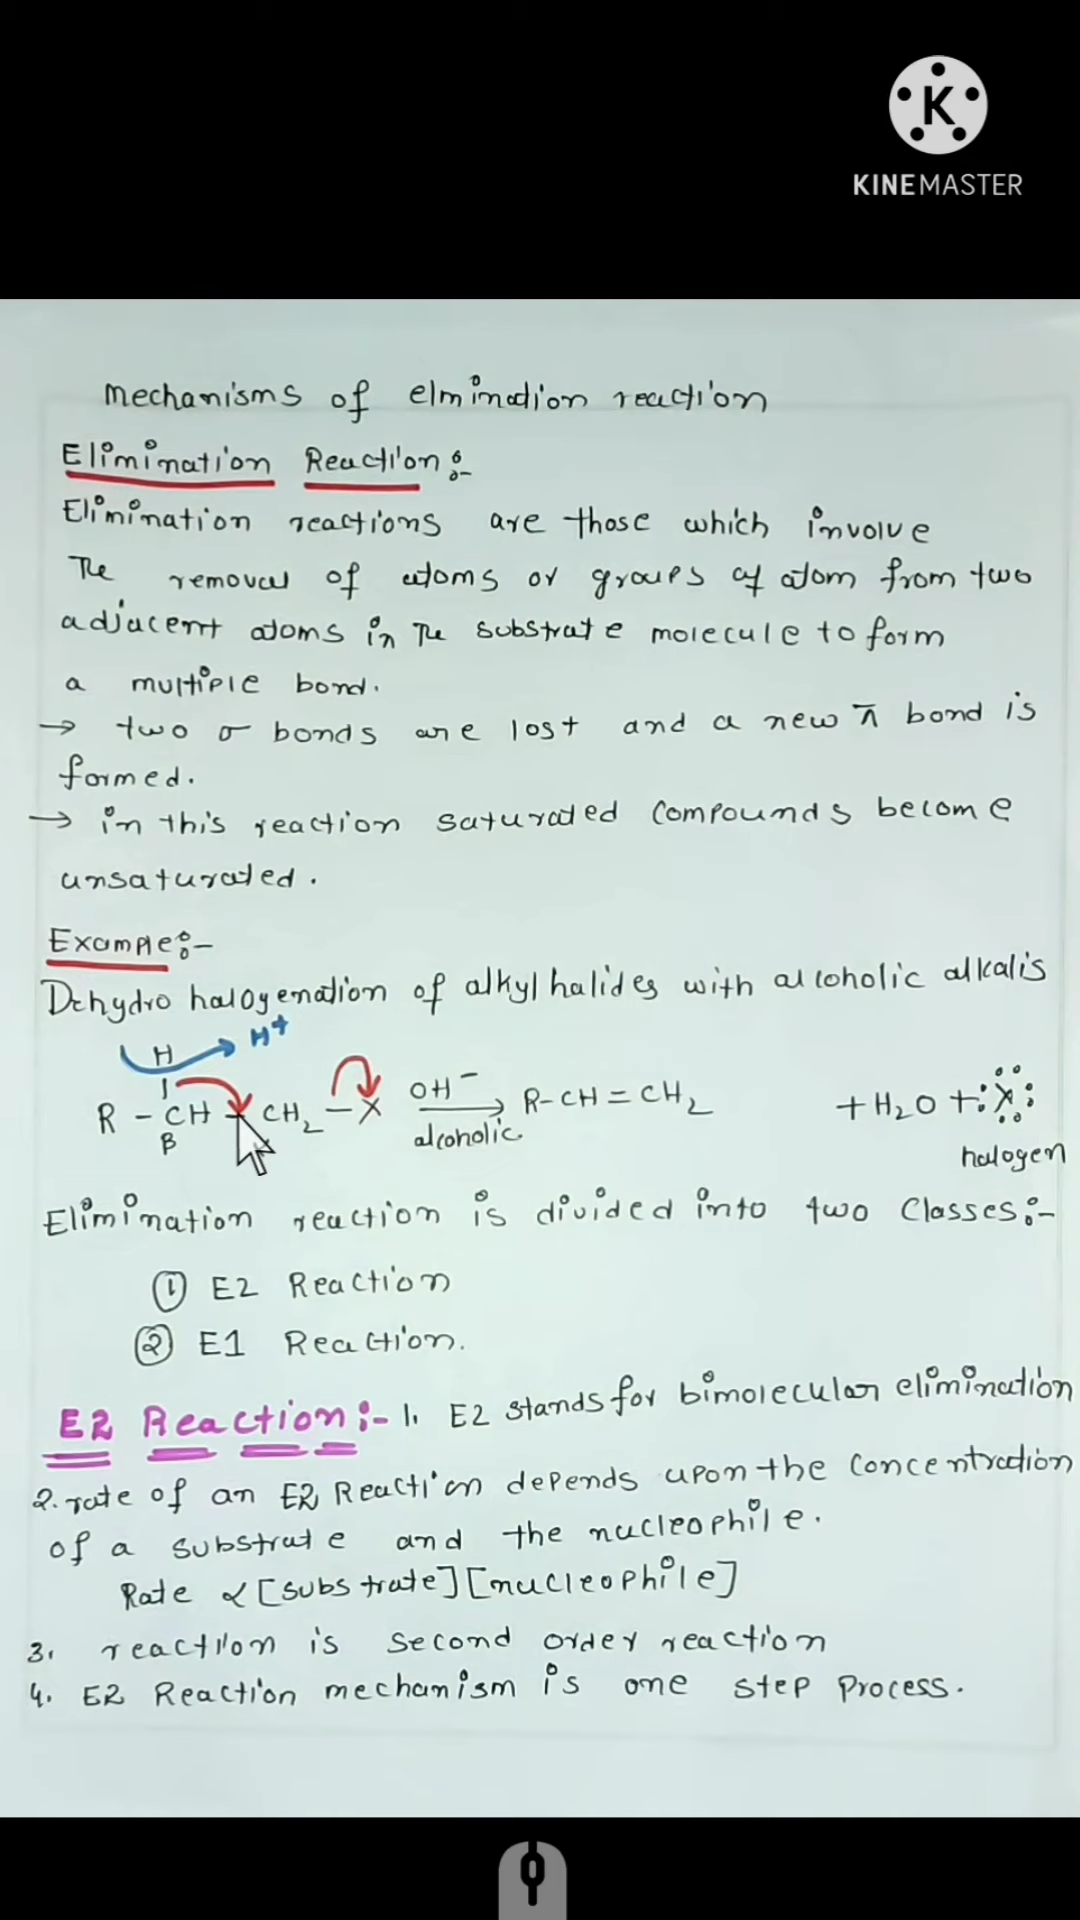 K
KINEMASTER
Mechanisms of elmination reaction
Elimination Reaction:-
Elimination reactions are those which involve
The removal of atoms or groups of atom from two
adjacent atoms in The substrate molecule to form
a multiple bond.
→ two σ bonds are lost and a new π bond is
formed.
→ in this reaction saturated compounds become
unsaturated.
Example:-
Dehydro halogenation of alkyl halides with alcoholic alkalis
H H+
R - CH - CH2 - X OH- alcoholic → R-CH=CH2 + H2O + :X:
β halogen
Elimination reaction is divided into two classes:-
① E2 Reaction
② E1 Reaction.
E2 Reaction:- 1. E2 stands for bimolecular elimination
2. rate of an E2 Reaction depends upon the concentration
of a substrate and the nucleophile.
Rate ∝ [substrate][nucleophile]
3. reaction is second order reaction
4. E2 Reaction mechanism is one step process.